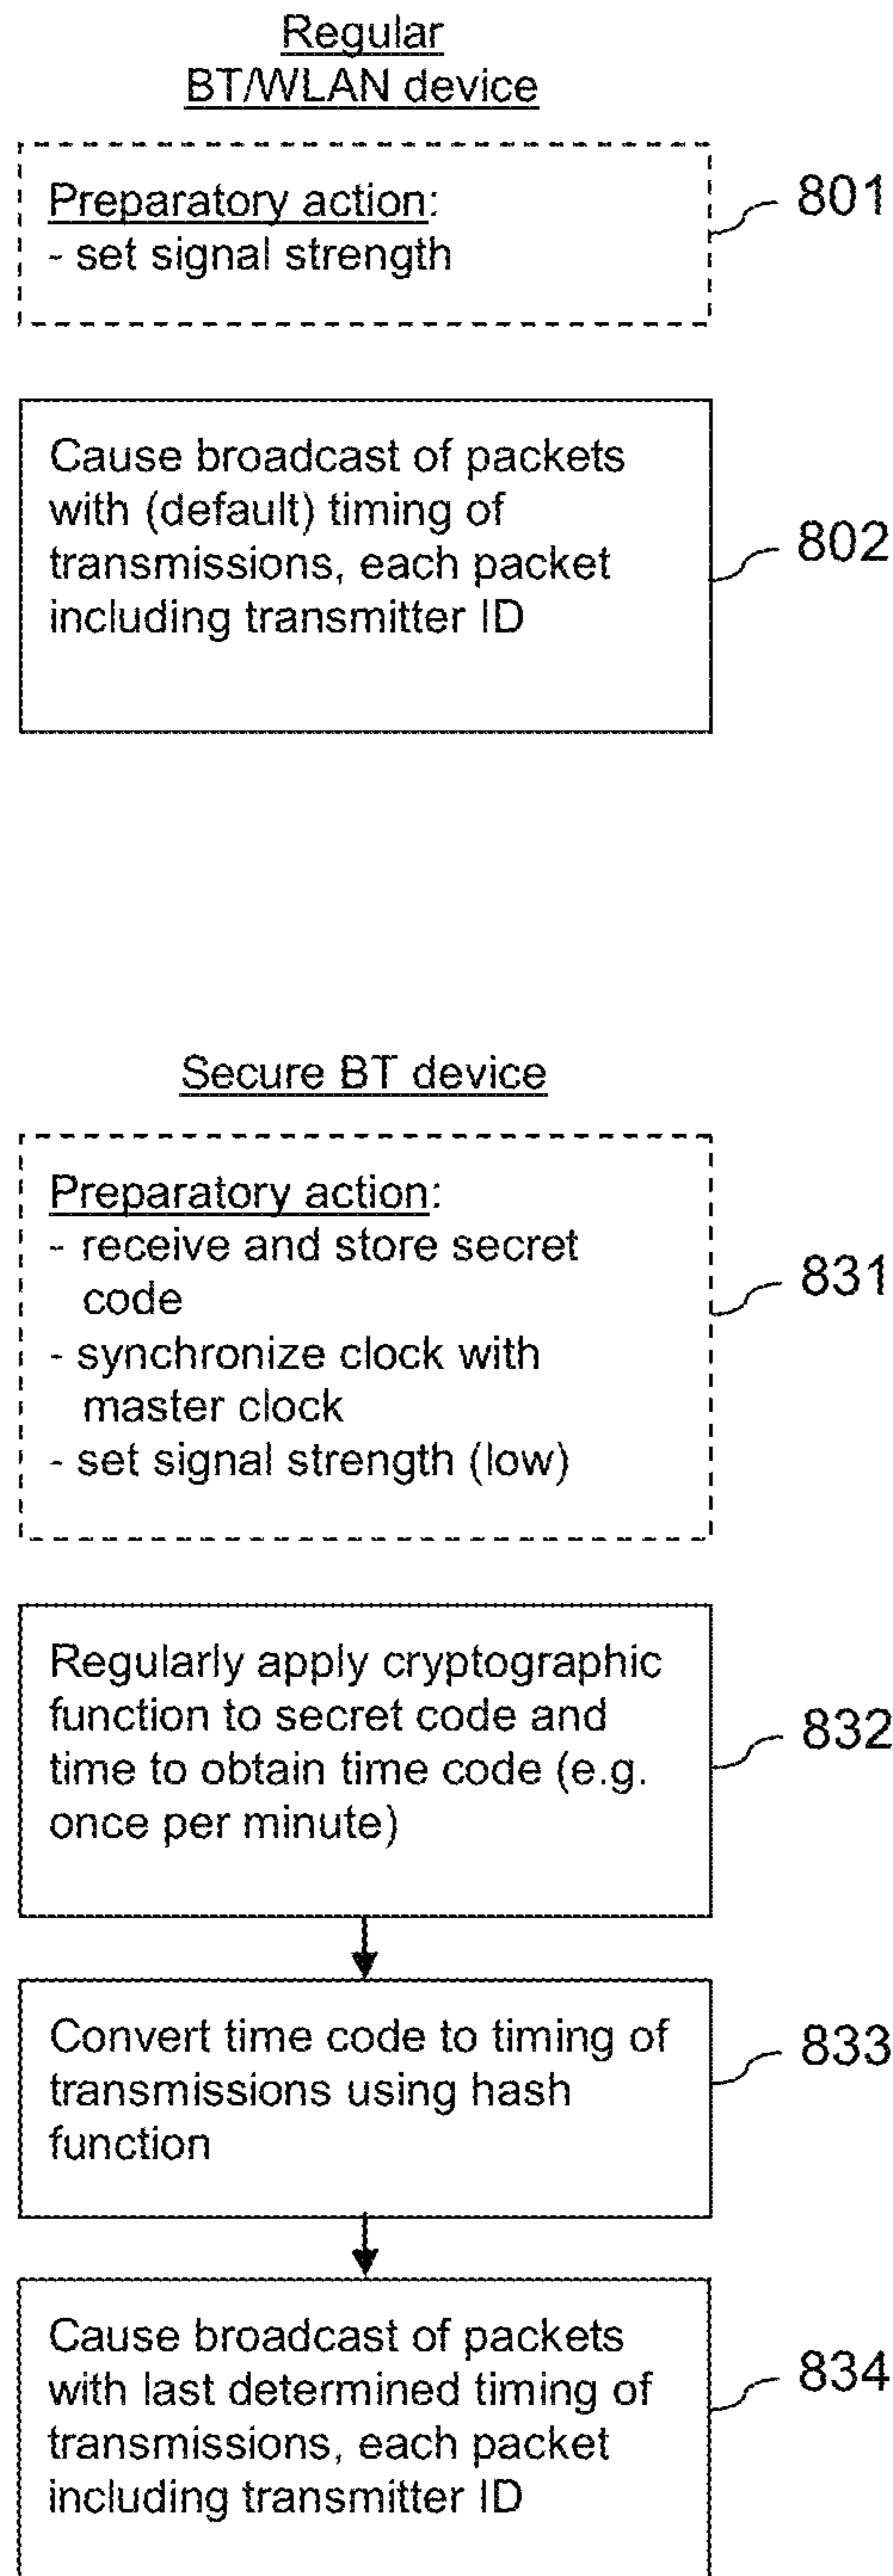 Regular
BT/WLAN device
Preparatory action:
- set signal strength
801
Cause broadcast of packets
with (default) timing of
transmissions, each packet
including transmitter ID
802
Secure BT device
Preparatory action:
- receive and store secret
code
- synchronize clock with
master clock
- set signal strength (low)
831
Regularly apply cryptographic
function to secret code and
time to obtain time code (e.g.
once per minute)
832
Convert time code to timing of
transmissions using hash
function
833
Cause broadcast of packets
with last determined timing of
transmissions, each packet
including transmitter ID
834